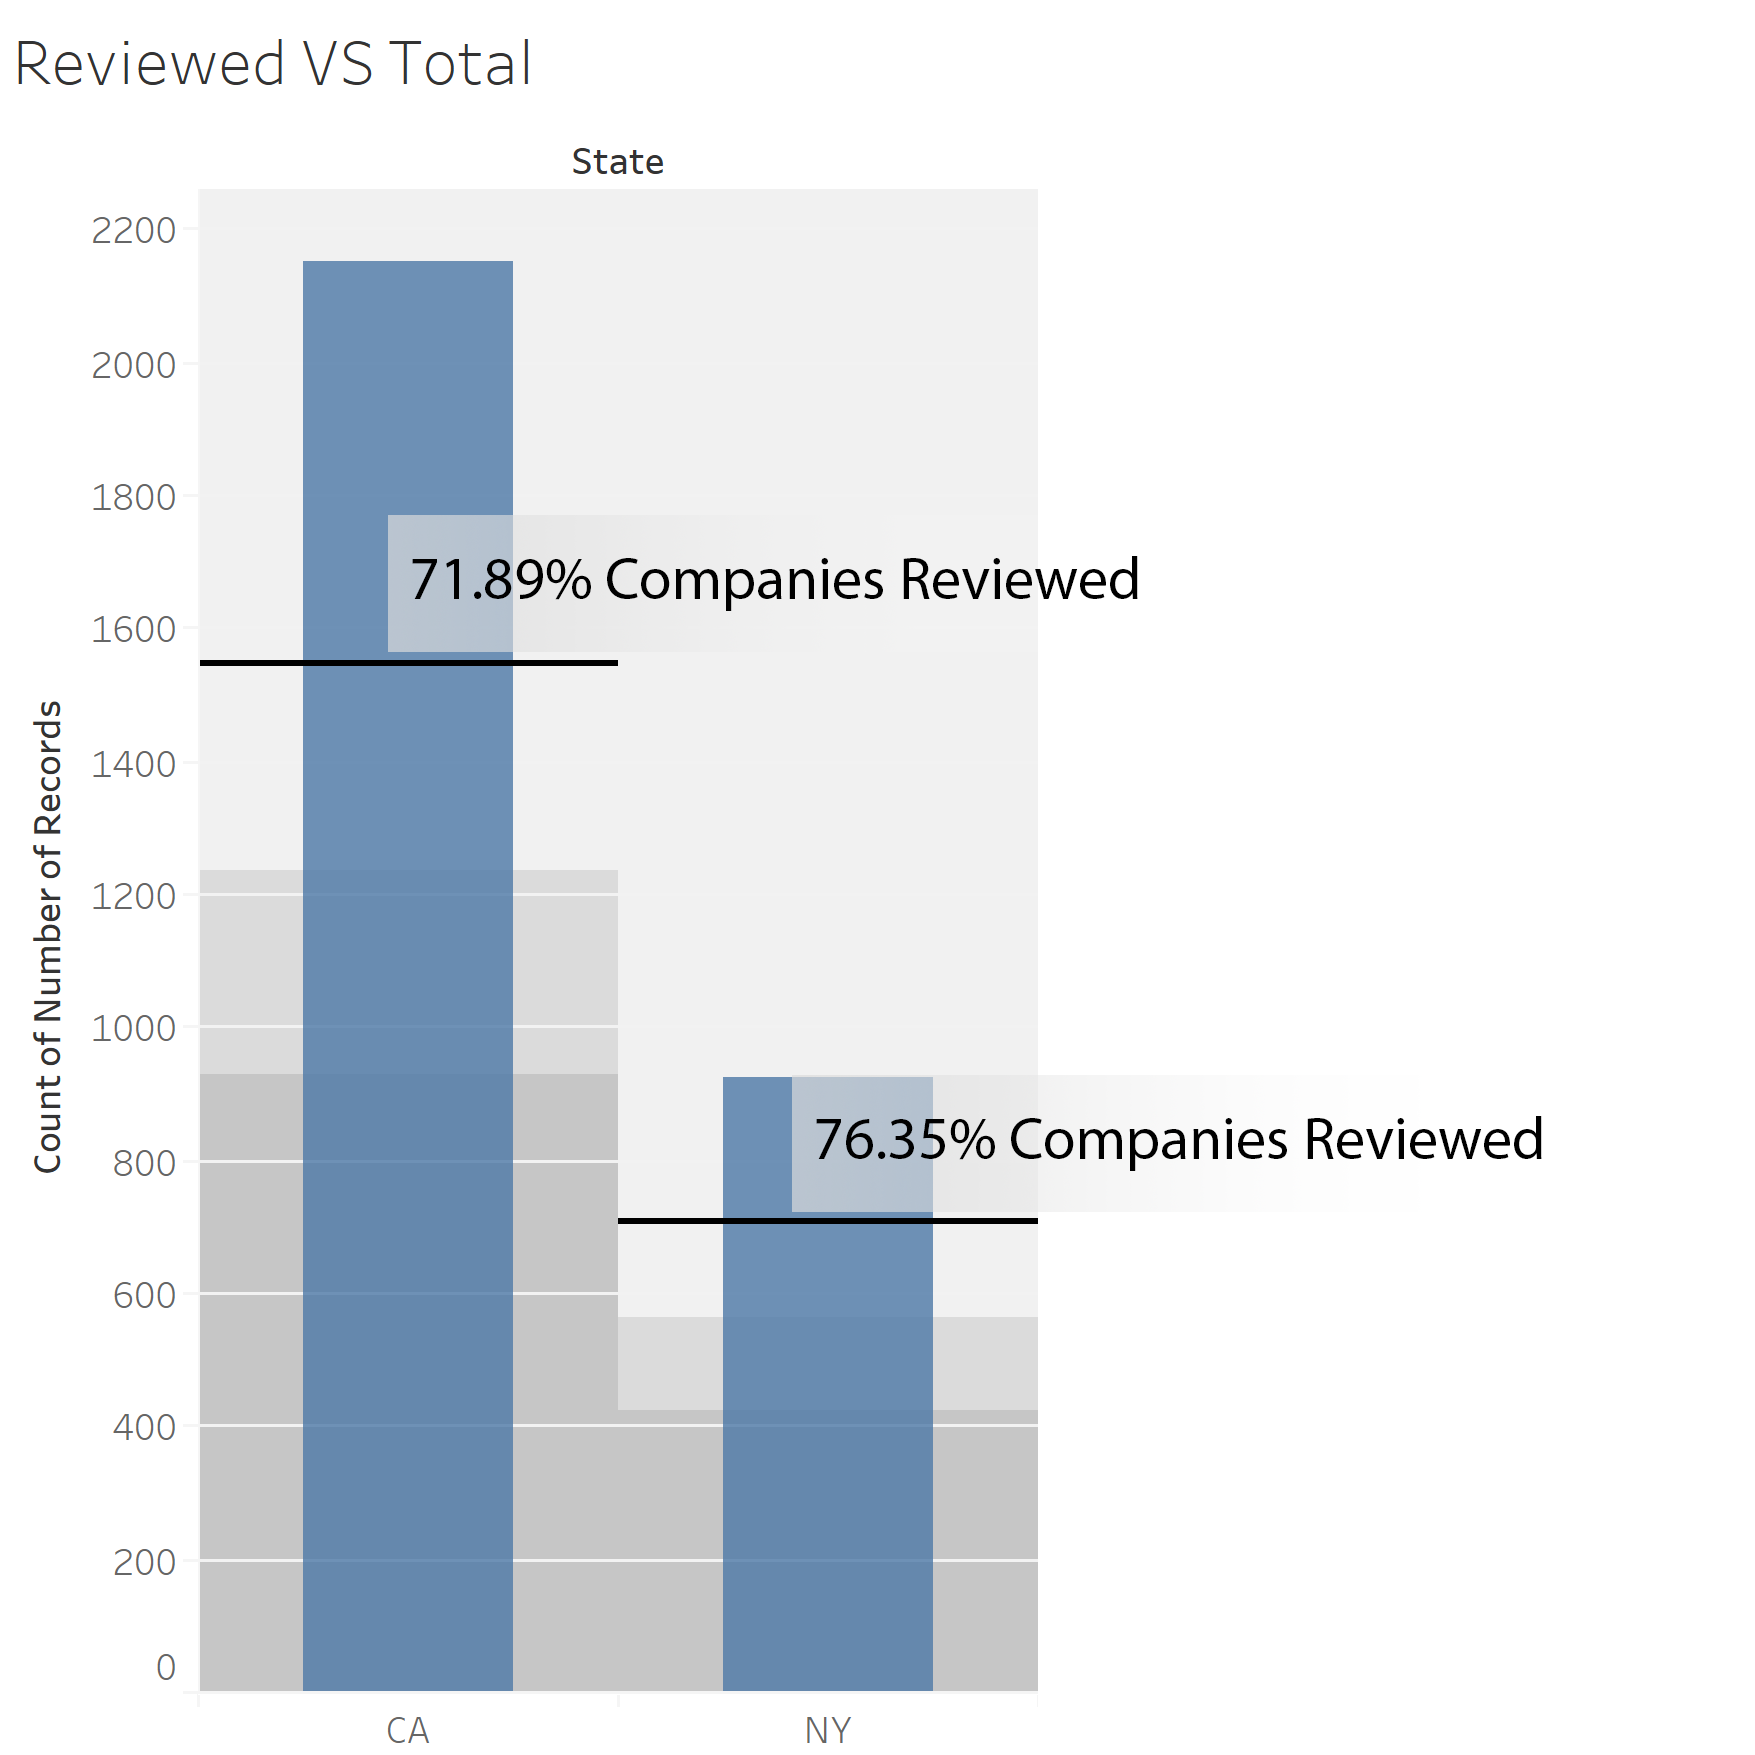 Reviewed VS Total
State
2200
2000
1800
1600
1400
1200
1000
800
600
400
200
0
Count of Number of Records
71.89% Companies Reviewed
76.35% Companies Reviewed
CA
NY